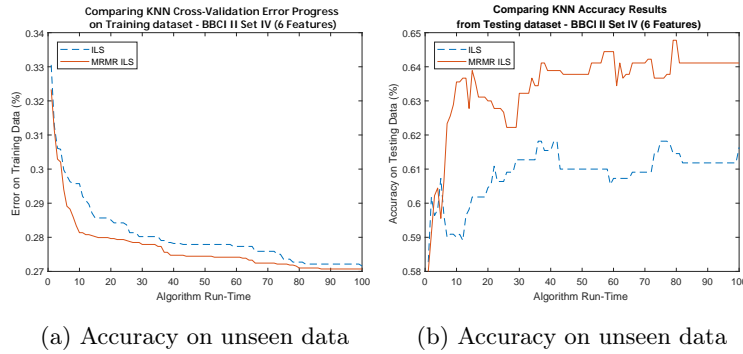 Comparing KNN Cross-Validation Error Progress
on Training dataset - BBCI II Set IV (6 Features)
0.34
0.33
0.32
0.31
0.3
0.29
0.28
0.27
Error on Training Data (%)
ILS
MRMR ILS
0 10 20 30 40 50 60 70 80 90 100
Algorithm Run-Time
(a) Accuracy on unseen data
Comparing KNN Accuracy Results
from Testing dataset - BBCI II Set IV (6 Features)
0.65
0.64
0.63
0.62
0.61
0.6
0.59
0.58
Accuracy on Testing Data (%)
ILS
MRMR ILS
0 10 20 30 40 50 60 70 80 90 100
Algorithm Run-Time
(b) Accuracy on unseen data